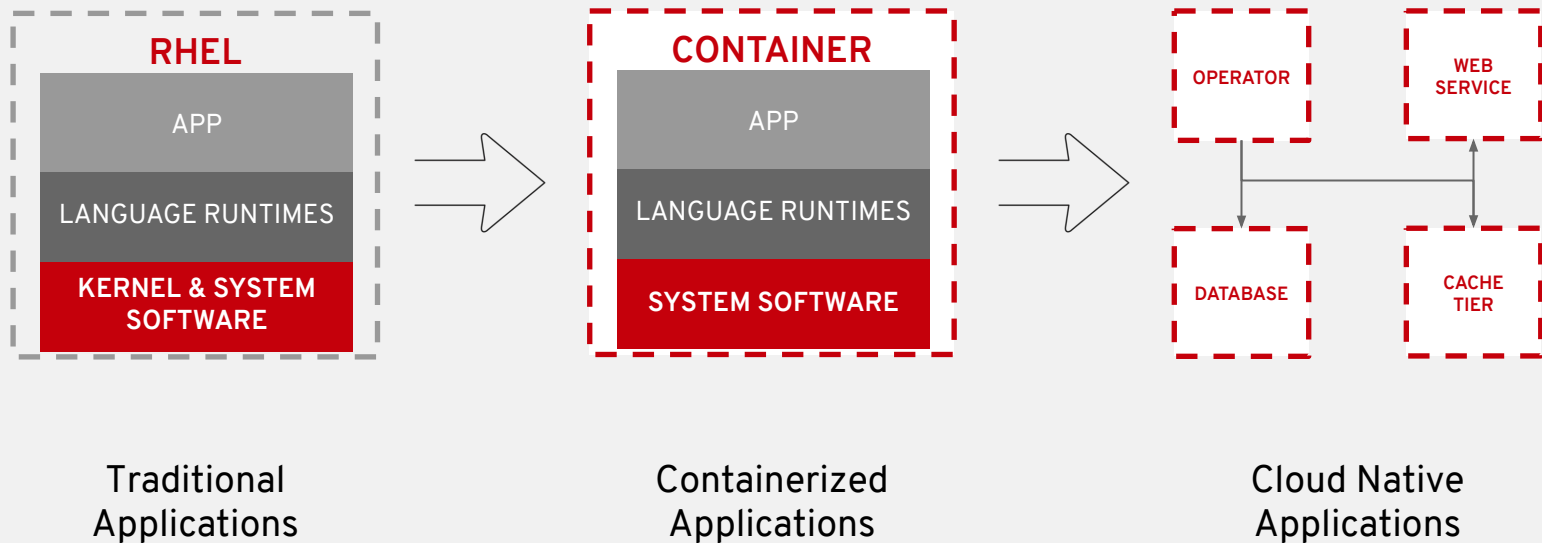 RHEL
APP
LANGUAGE RUNTIMES
KERNEL & SYSTEM
SOFTWARE
Traditional
Applications
CONTAINER
APP
LANGUAGE RUNTIMES
SYSTEM SOFTWARE
Containerized
Applications
OPERATOR
WEB
SERVICE
DATABASE
CACHE
TIER
Cloud Native
Applications